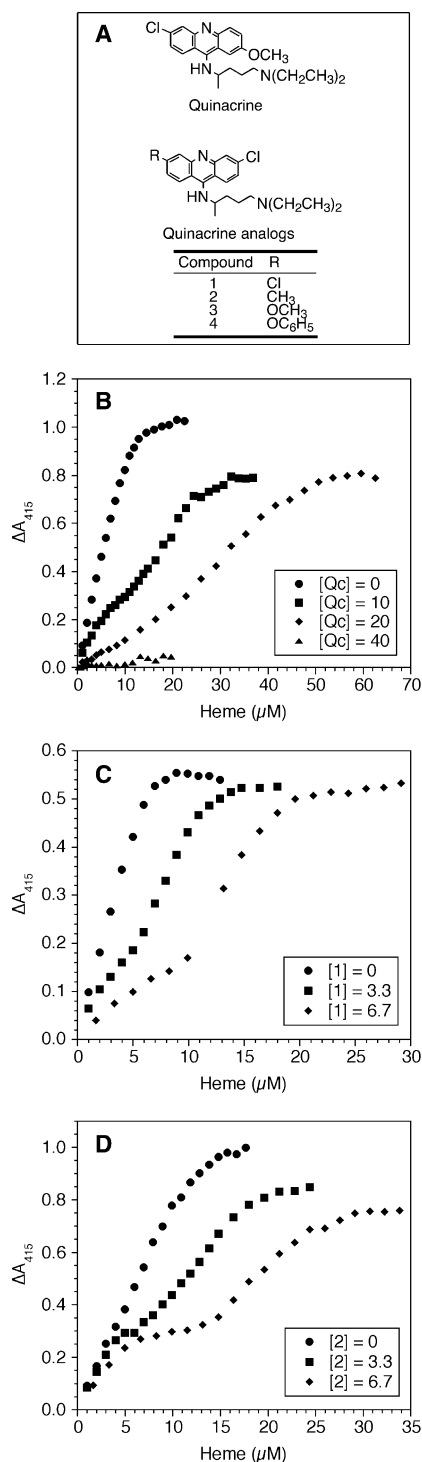 A
Cl
N
OCH3
HN
N(CH2CH3)2
Quinacrine
R
N
Cl
HN
N(CH2CH3)2
Quinacrine analogs
Compound R
1 Cl
2 CH3
3 OCH3
4 OC6H5
B
1.2
1.0
0.8
0.6
0.4
0.2
0.0
ΔA415
[Qc] = 0
[Qc] = 10
[Qc] = 20
[Qc] = 40
0 10 20 30 40 50 60 70
Heme (µM)
C
0.6
0.5
0.4
0.3
0.2
0.1
0.0
ΔA415
[1] = 0
[1] = 3.3
[1] = 6.7
0 5 10 15 20 25 30
Heme (µM)
D
1.0
0.8
0.6
0.4
0.2
0.0
ΔA415
[2] = 0
[2] = 3.3
[2] = 6.7
0 5 10 15 20 25 30 35
Heme (µM)